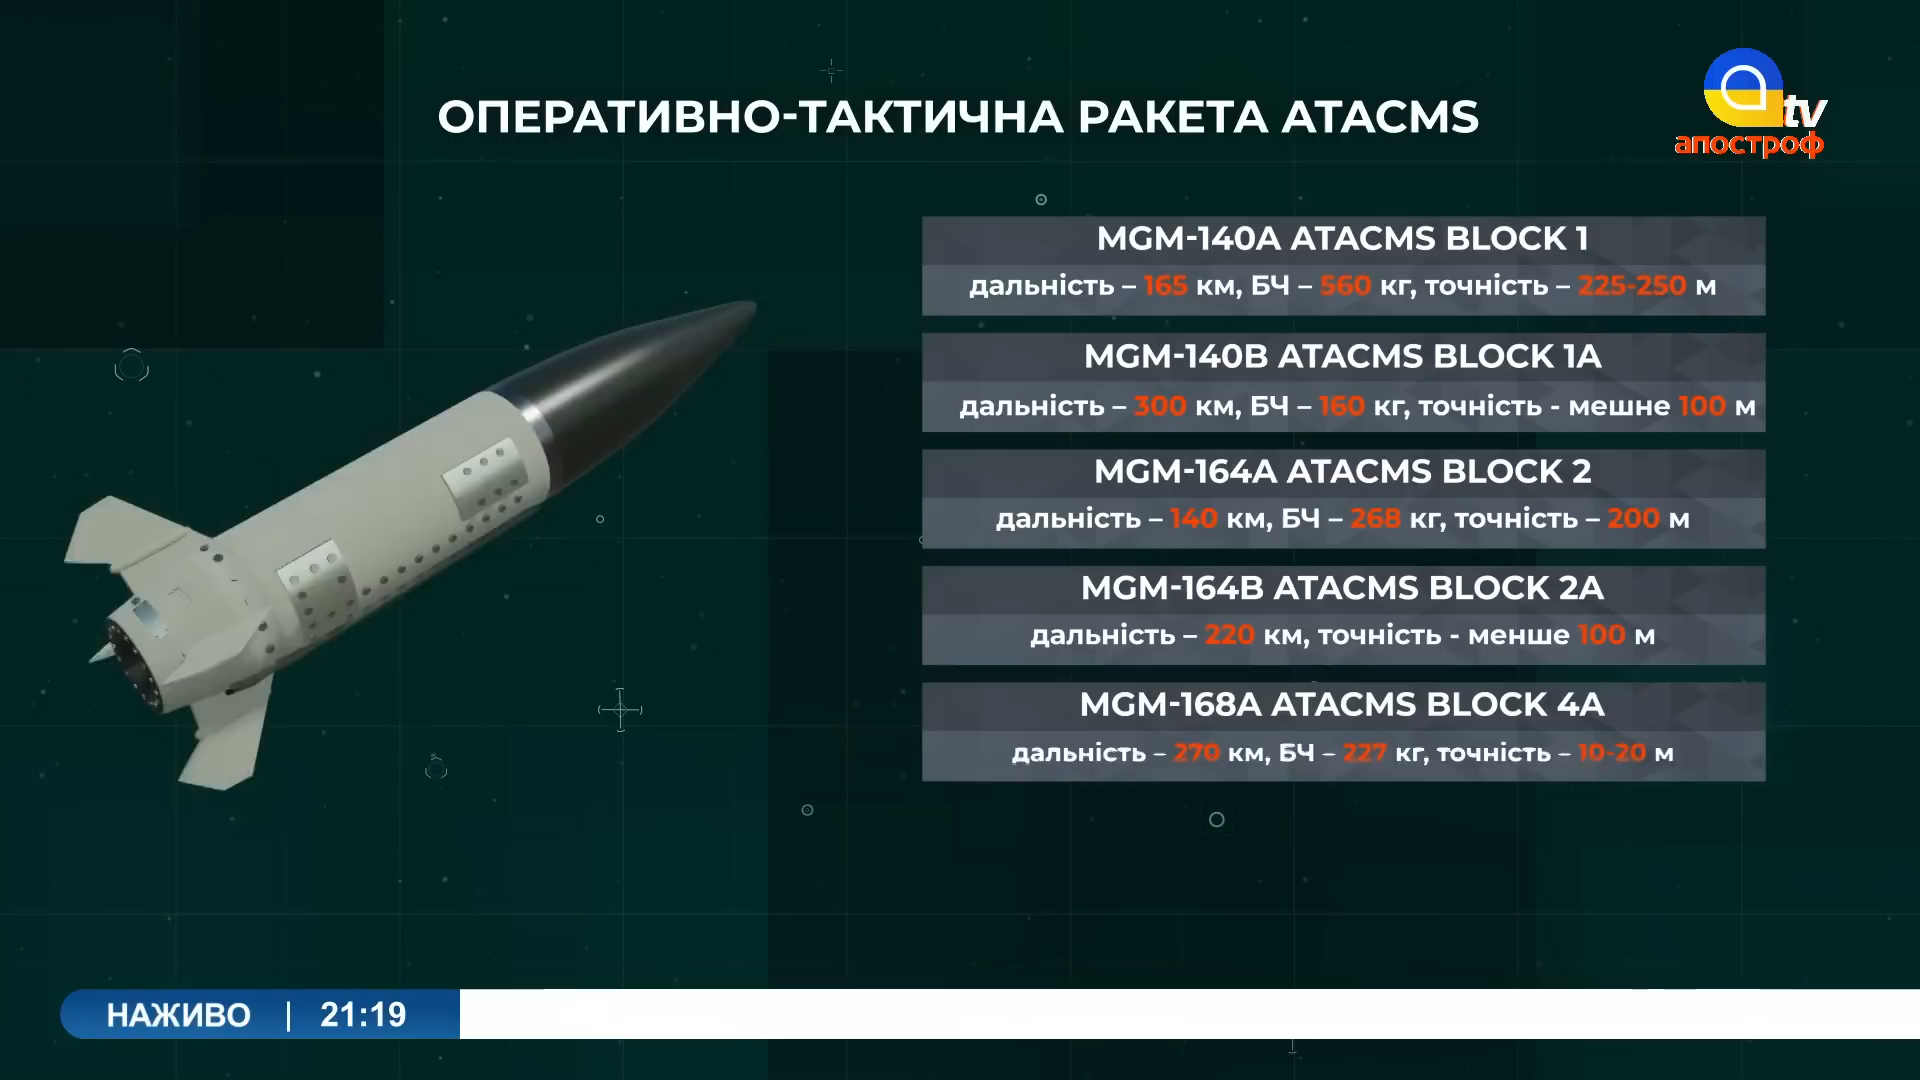 ОПЕРАТИВНО-ТАКТИЧНА РАКЕТА ATACMS
tv
апостроф
MGM-140A ATACMS BLOCK 1
дальність – 165 км, БЧ – 560 кг, точність – 225-250 м
MGM-140B ATACMS BLOCK 1A
дальність – 300 км, БЧ – 160 кг, точність - мешне 100 м
MGM-164A ATACMS BLOCK 2
дальність – 140 км, БЧ – 268 кг, точність – 200 м
MGM-164B ATACMS BLOCK 2A
дальність – 220 км, точність - менше 100 м
MGM-168A ATACMS BLOCK 4A
дальність – 270 км, БЧ – 227 кг, точність – 10-20 м
НАЖИВО | 21:19